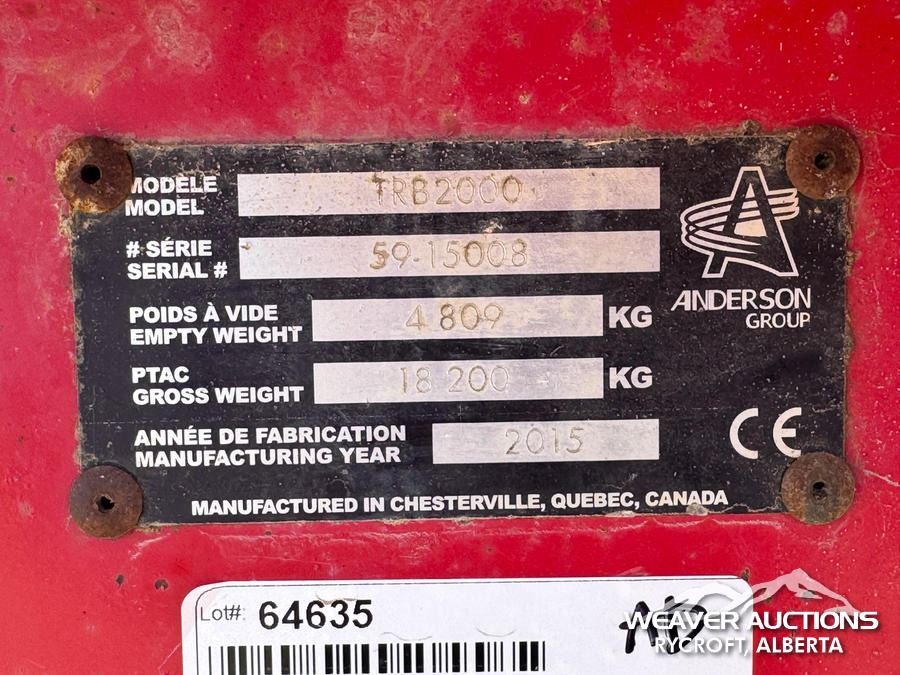 MODÈLE
MODEL
TRB2000
# SÉRIE
SERIAL #
59-15008
POIDS À VIDE
EMPTY WEIGHT
4 809 KG
PTAC
GROSS WEIGHT
18 200 KG
ANNÉE DE FABRICATION
MANUFACTURING YEAR
2015
MANUFACTURED IN CHESTERVILLE, QUEBEC, CANADA
A
ANDERSON
GROUP
CE
Lot#: 64635
WEAVER AUCTIONS
RYCROFT, ALBERTA